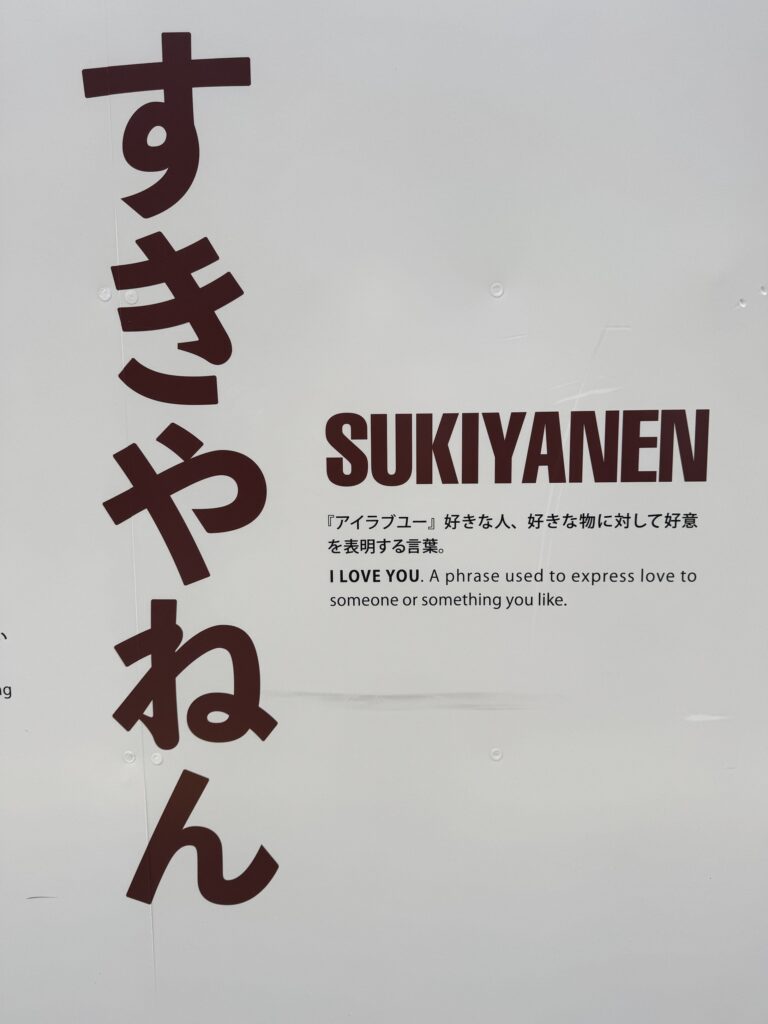 すきやねん
SUKIYANEN
『アイラブユー』好きな人、好きな物に対して好意
を表明する言葉。
I LOVE YOU. A phrase used to express love to
someone or something you like.